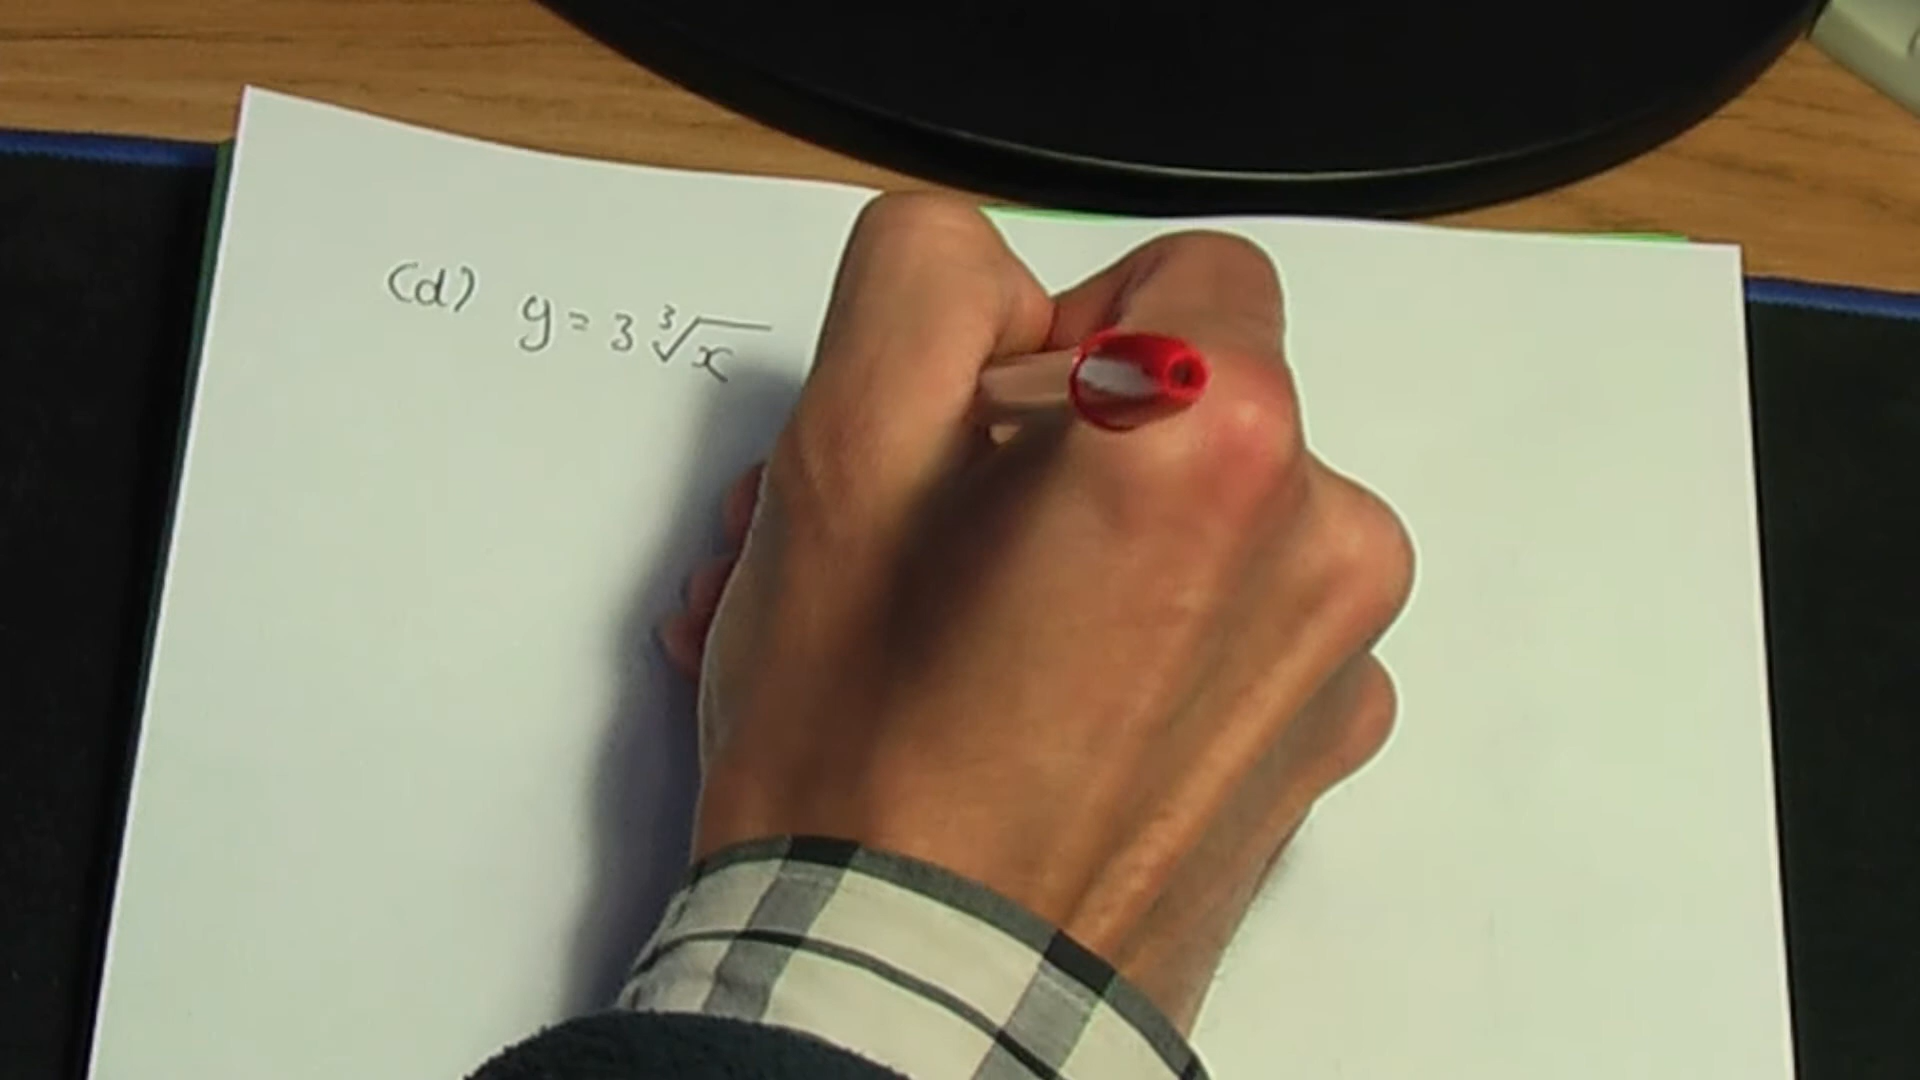 (d) y = 3∛x